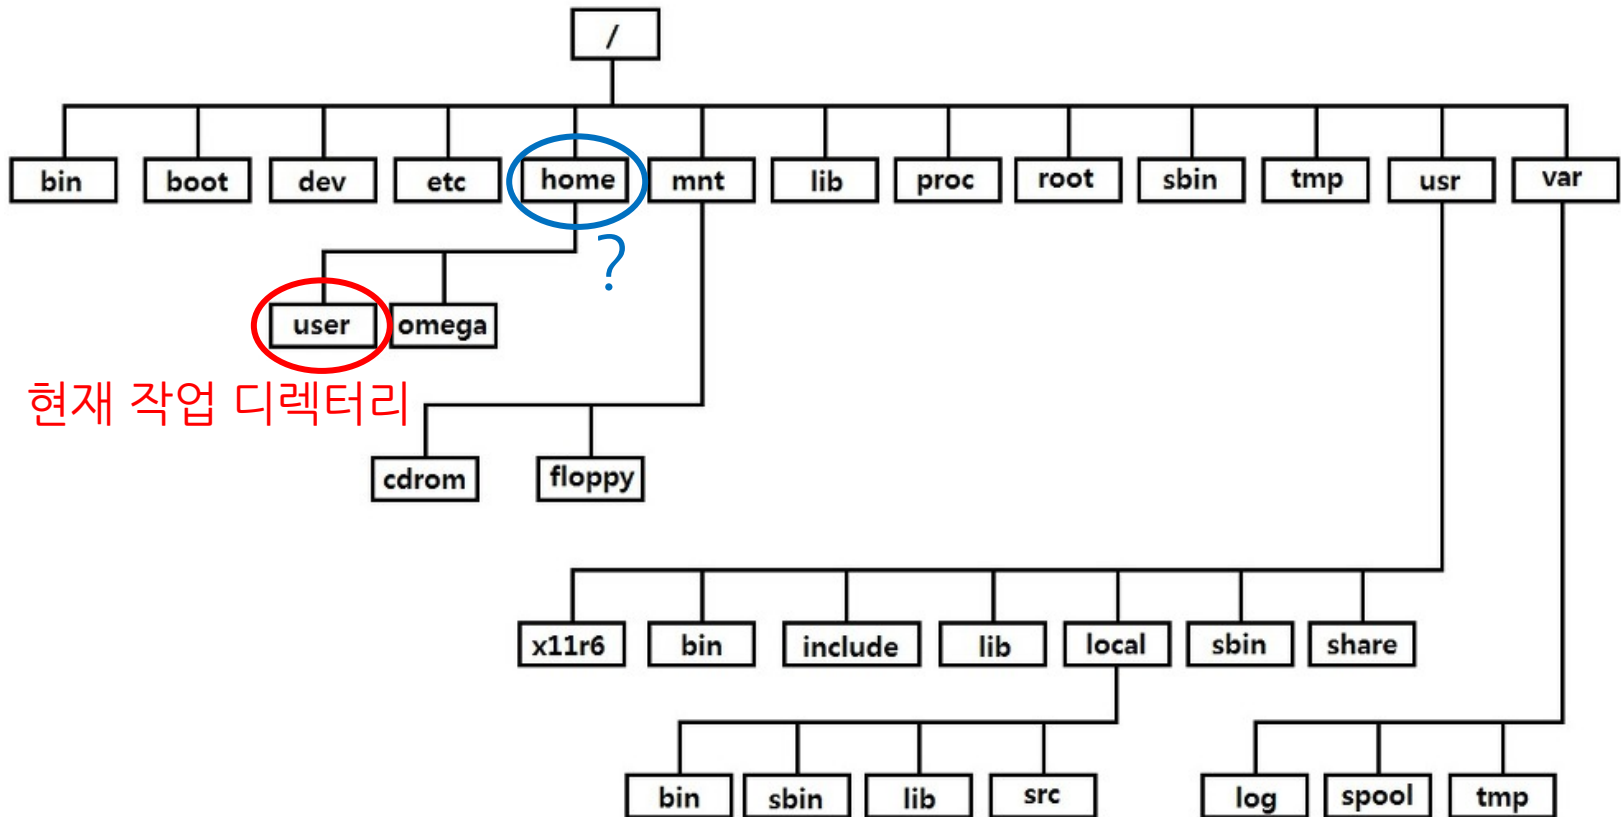 /
bin boot dev etc home mnt lib proc root sbin tmp usr var
?
user omega
현재 작업 디렉터리
cdrom floppy
x11r6 bin include lib local sbin share
bin sbin lib src log spool tmp